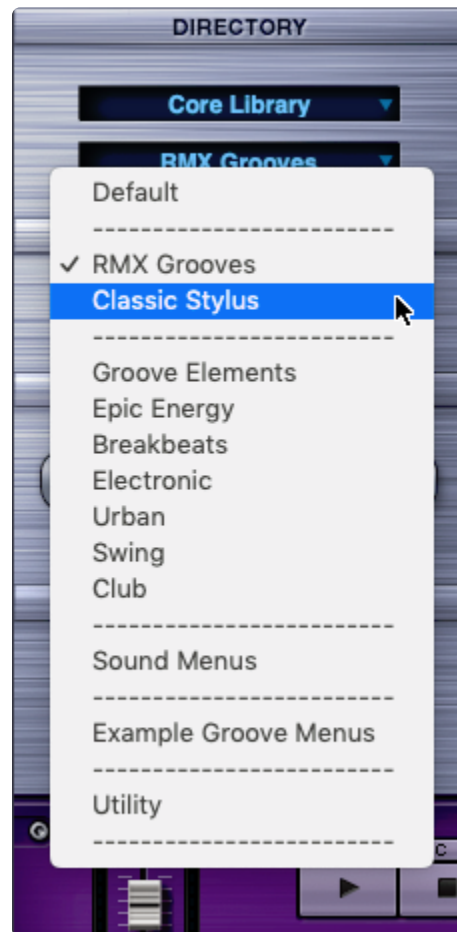 DIRECTORY
Core Library
RMX Grooves
Default
-------------------------
✓ RMX Grooves
Classic Stylus
-------------------------
Groove Elements
Epic Energy
Breakbeats
Electronic
Urban
Swing
Club
-------------------------
Sound Menus
-------------------------
Example Groove Menus
-------------------------
Utility
-------------------------
C